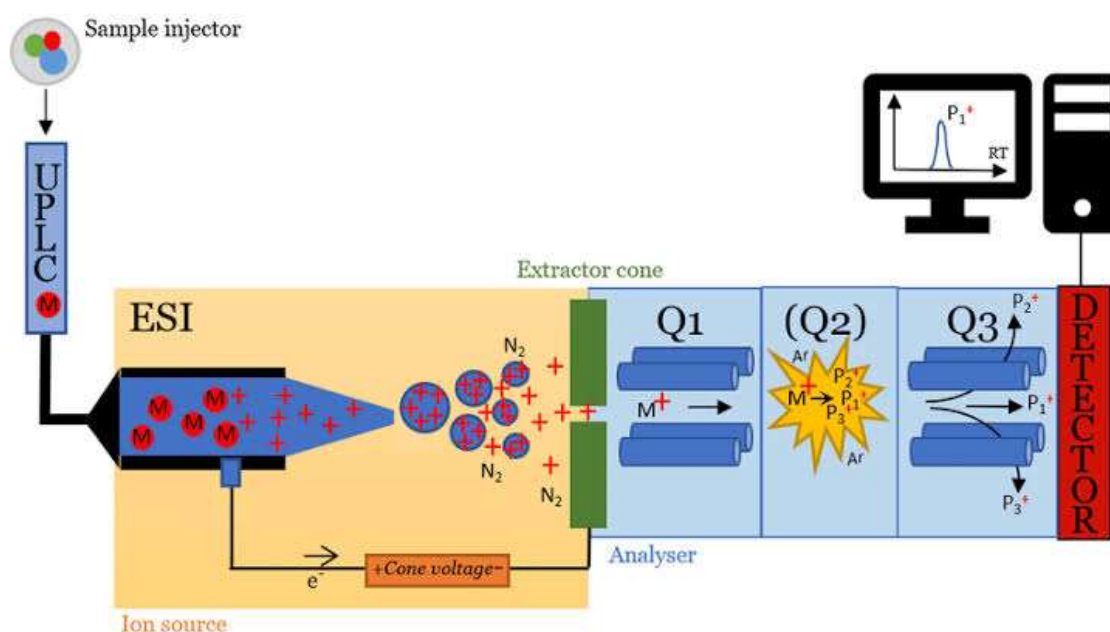 Sample injector
UPLC
M
P₁⁺
RT
Extractor cone
ESI
N₂
N₂
N₂
M
M
M
M
M
+
e⁻
+Cone voltage−
Ion source
Q1
M⁺
(Q2)
Ar
M⁺
P₂⁺
P₁⁺
P₃⁺
Ar
Q3
P₂⁺
P₁⁺
P₃⁺
Analyser
DETECTOR